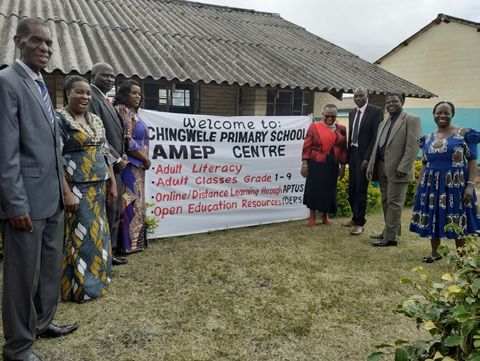 Welcome to:
CHINGWELE PRIMARY SCHOOL
AMEP CENTRE
• Adult Literacy
• Adult Classes Grade 1 - 9
• Online/Distance Learning through APTUS
• Open Education Resources (OERS